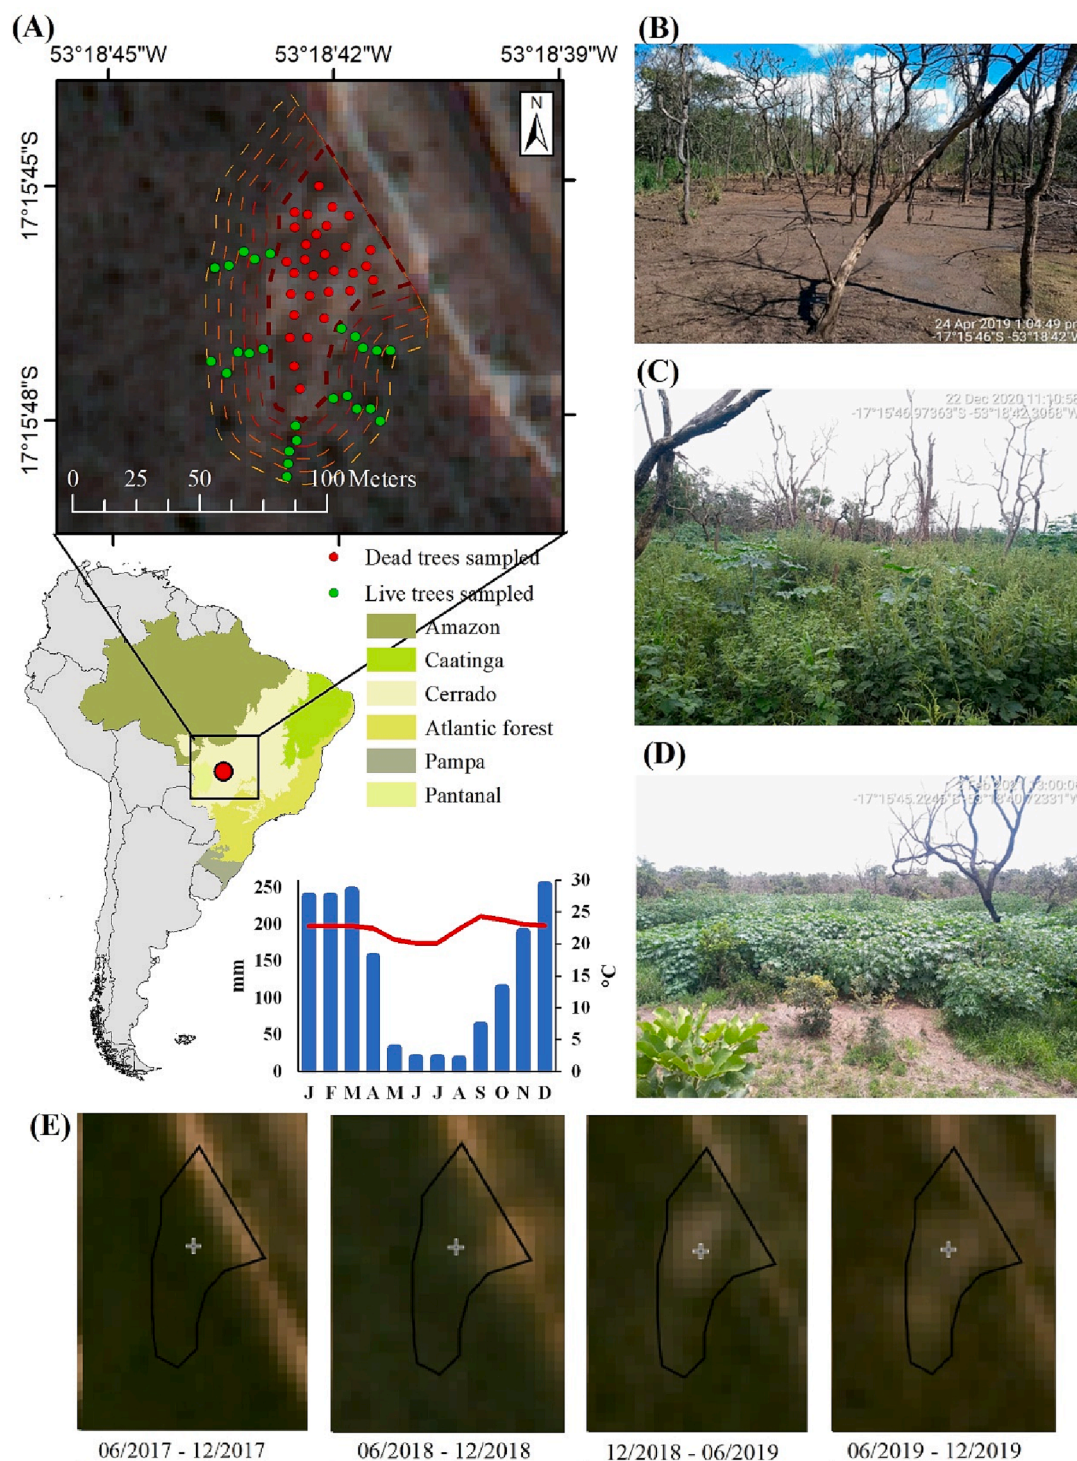 (A)
53°18'45"W 53°18'42"W 53°18'39"W
N
17°15'45"S
17°15'48"S
0 25 50 100 Meters
Dead trees sampled
Live trees sampled
Amazon
Caatinga
Cerrado
Atlantic forest
Pampa
Pantanal
250
200
150
100
50
0
mm
30
25
20
15
10
5
0
°C
J F M A M J J A S O N D
(B)
24 Apr 2019 1:04:49 pm
-17°15'46"S -53°18'42"W
(C)
22 Dec 2020 11:10:58
(D)
(E)
06/2017 - 12/2017
06/2018 - 12/2018
12/2018 - 06/2019
06/2019 - 12/2019